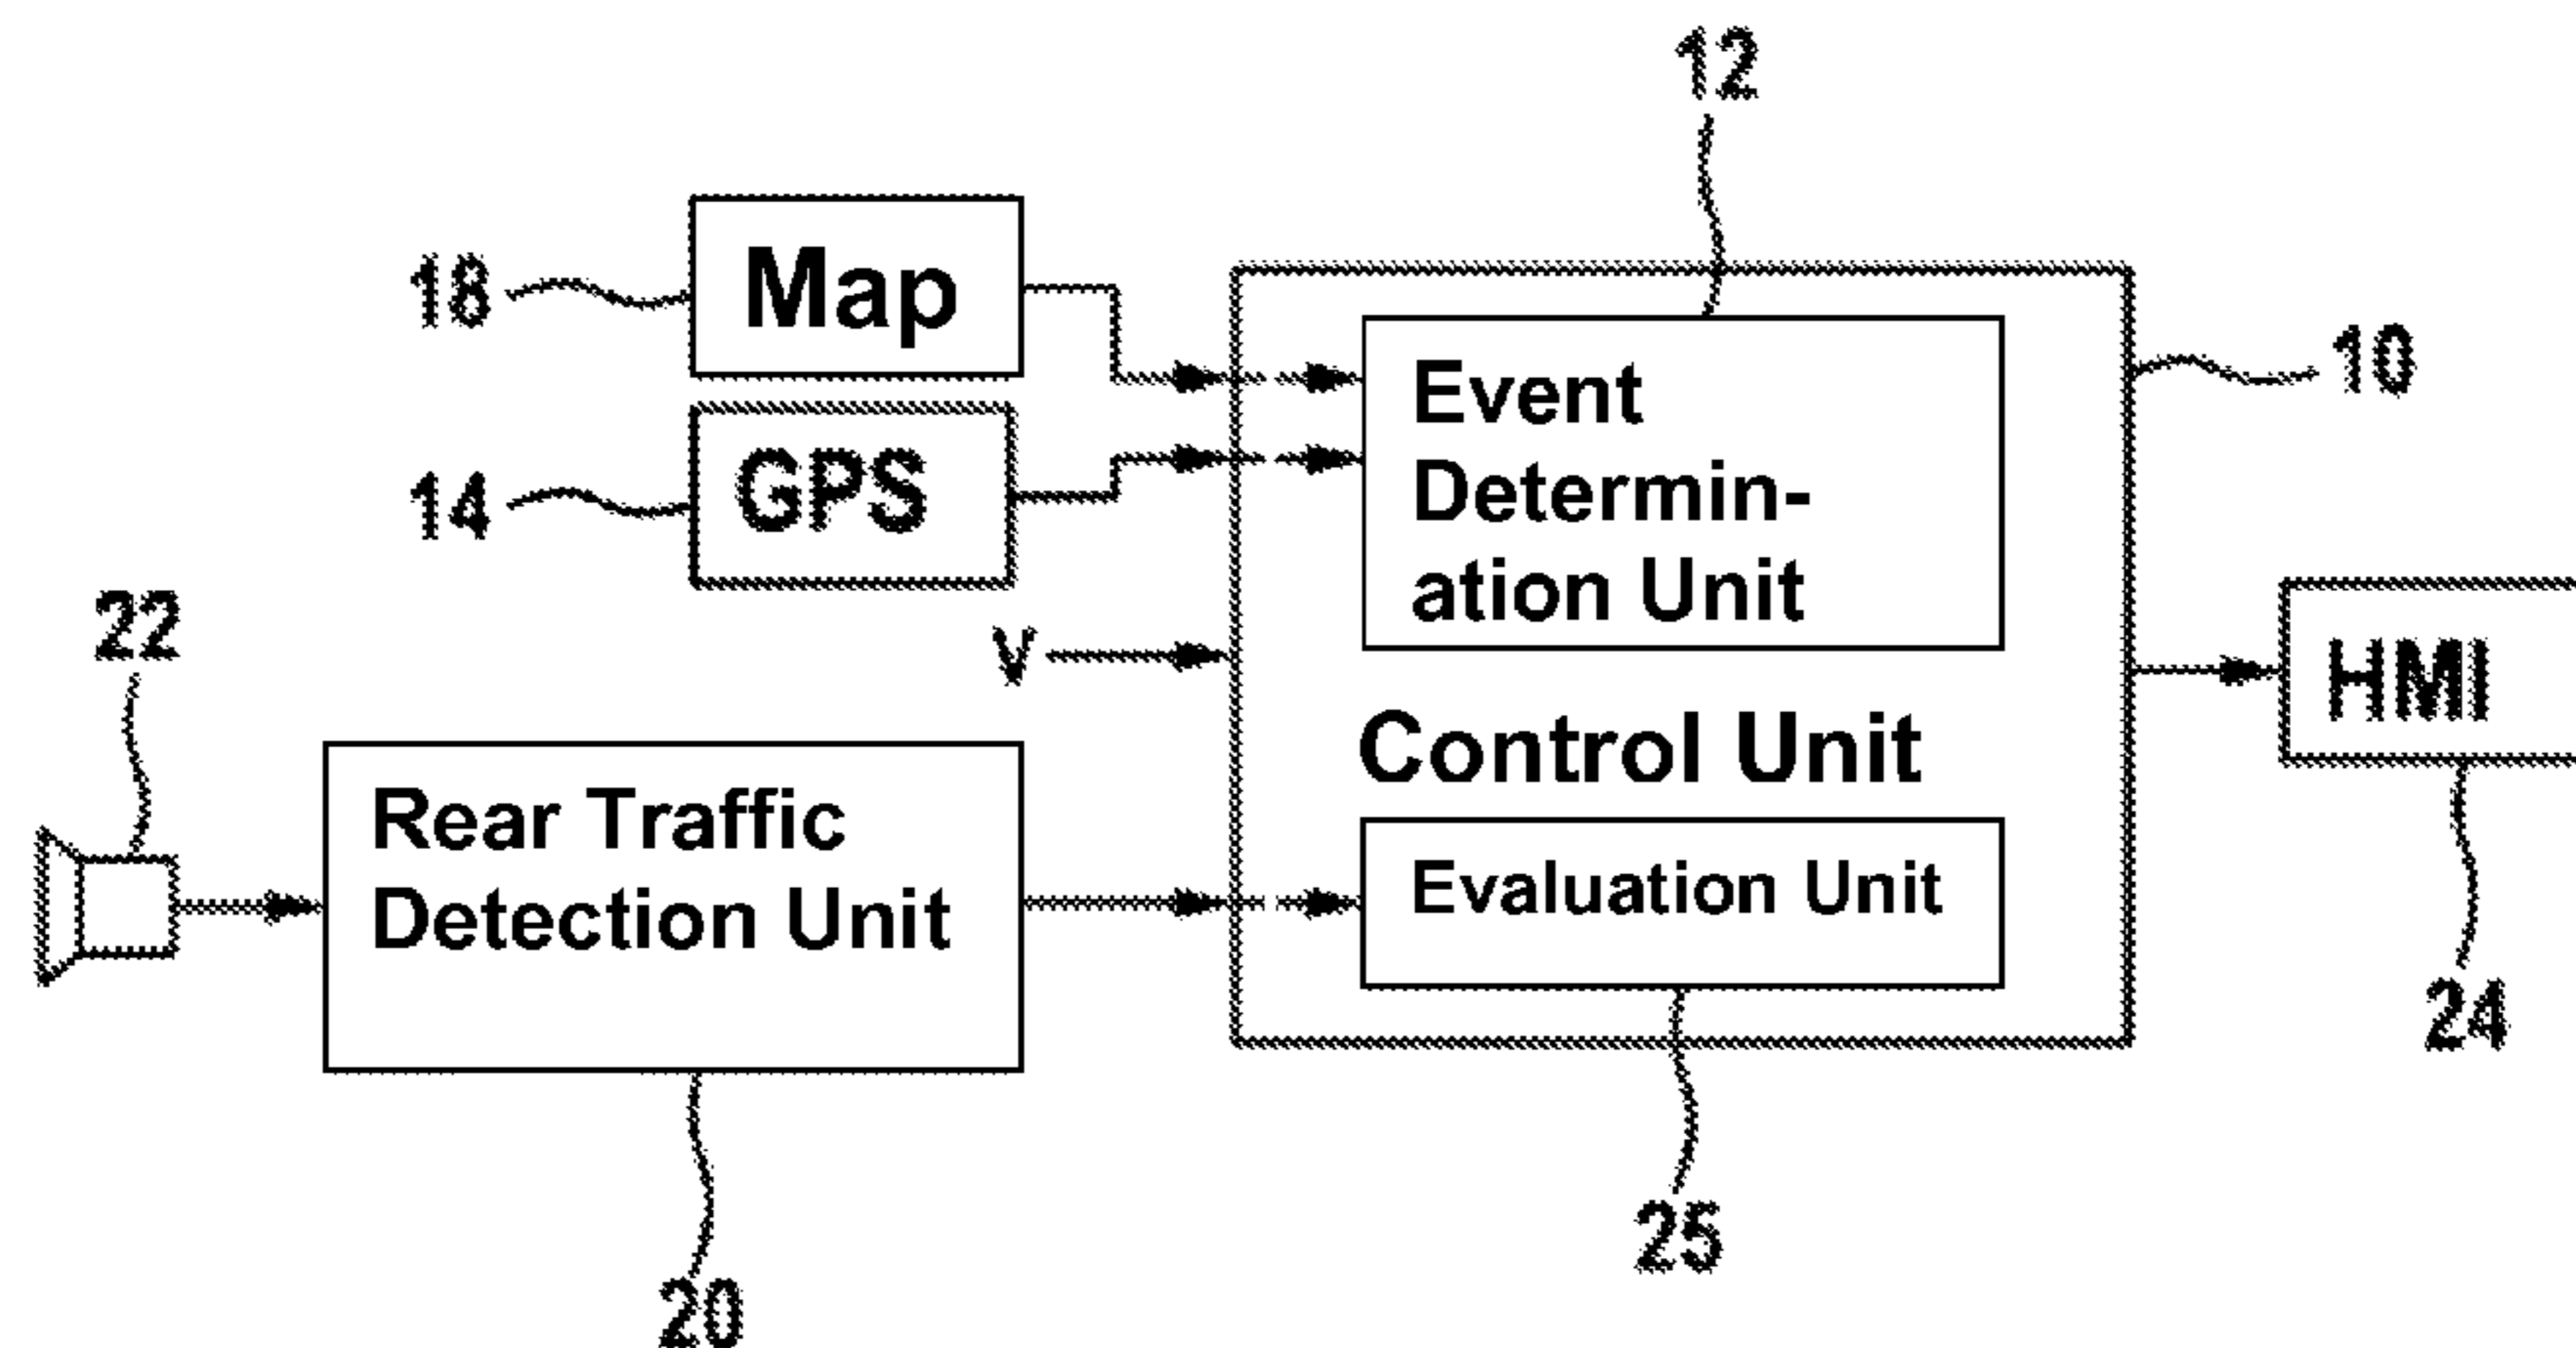 12
18
Map
10
Event
Determin-
ation Unit
14
GPS
22
V
HMI
Control Unit
Rear Traffic
Detection Unit
Evaluation Unit
24
25
20